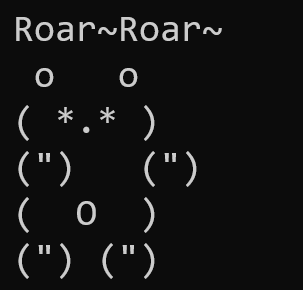 Roar~Roar~
 o   o
( *.* )
(")   (")
(  O  )
(") (")